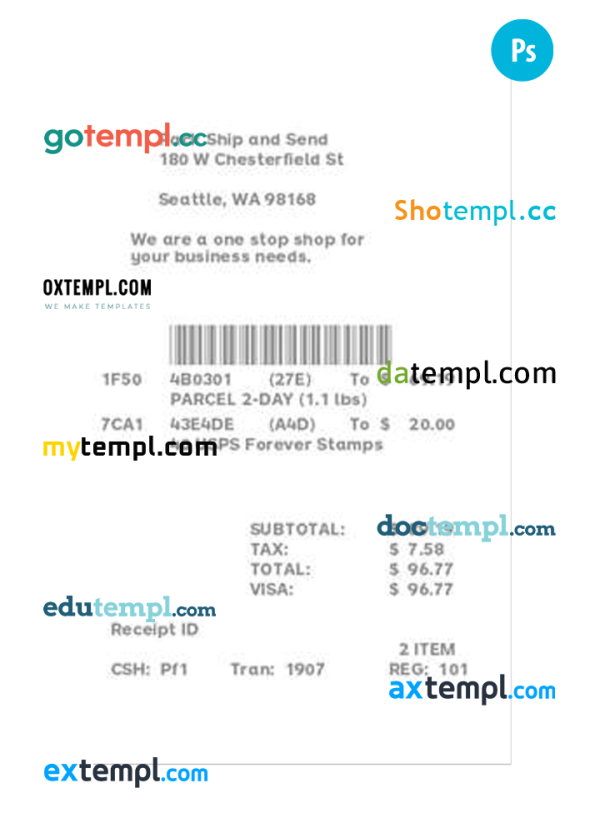 Ps
gotempl.cc
Ship and Send
180 W Chesterfield St
Seattle, WA 98168
Shotempl.cc
We are a one stop shop for
your business needs.
OXTEMPL.COM
WE MAKE TEMPLATES
datempl.com
1F50 4B0301 (27E) To $
PARCEL 2-DAY (1.1 lbs)
7CA1 43E4DE (A4D) To $ 20.00
mytempl.com
USPS Forever Stamps
SUBTOTAL:
doctempl.com
TAX: $ 7.58
TOTAL: $ 96.77
VISA: $ 96.77
edutempl.com
Receipt ID
2 ITEM
CSH: Pf1 Tran: 1907 REG: 101
axtempl.com
extempl.com